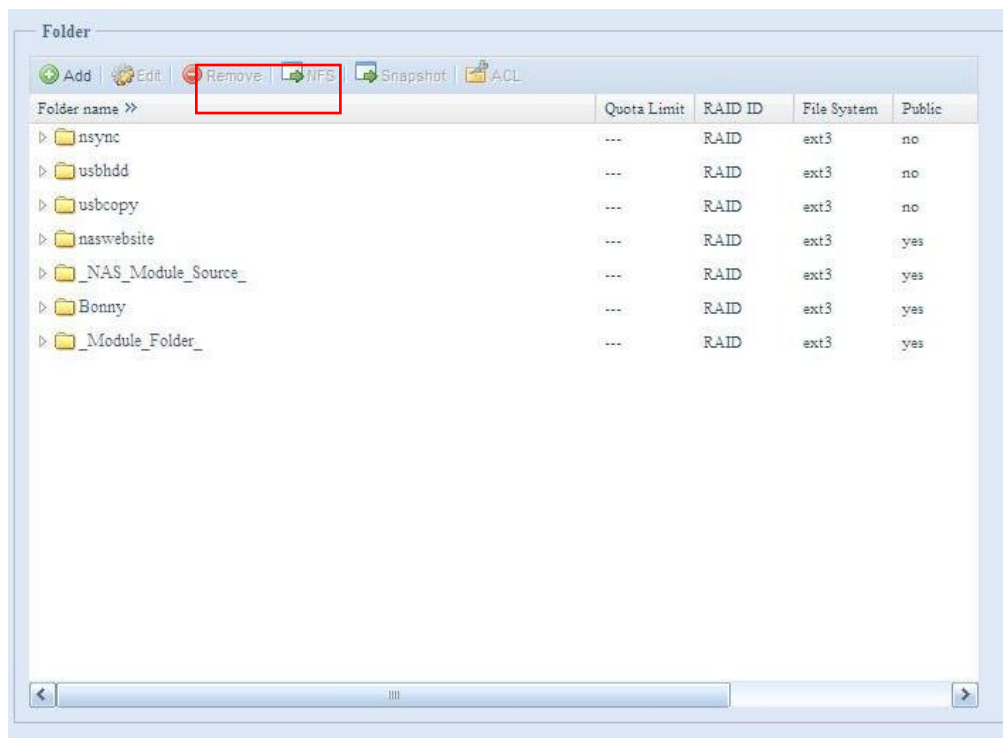 Folder
Add Edit Remove NFS Snapshot ACL
Folder name >> Quota Limit RAID ID File System Public
nsync --- RAID ext3 no
usbhdd --- RAID ext3 no
usbcopy --- RAID ext3 no
naswebsite --- RAID ext3 yes
_NAS_Module_Source_ --- RAID ext3 yes
Bonny --- RAID ext3 yes
_Module_Folder_ --- RAID ext3 yes